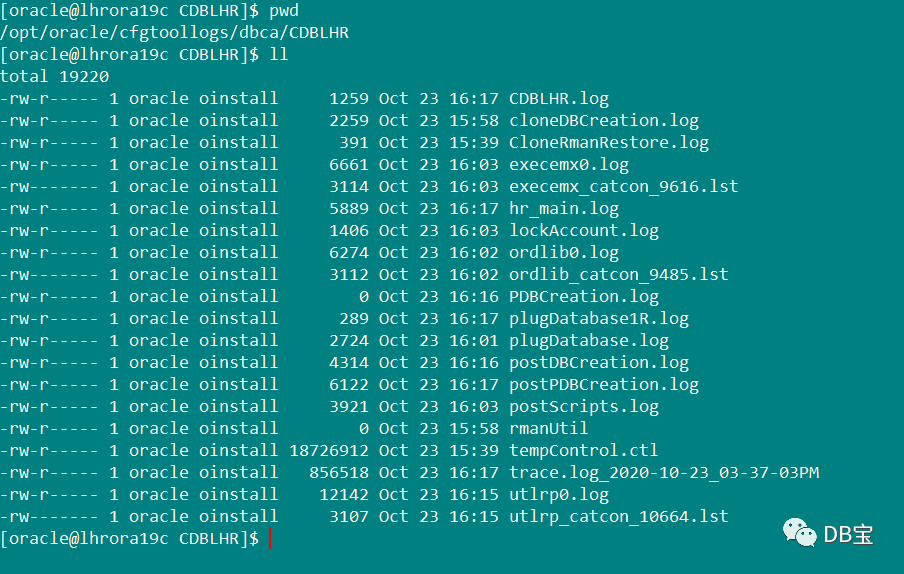 [oracle@lhrora19c CDBLHR]$ pwd
/opt/oracle/cfgtoollogs/dbca/CDBLHR
[oracle@lhrora19c CDBLHR]$ ll
total 19220
-rw-r----- 1 oracle oinstall     1259 Oct 23 16:17 CDBLHR.log
-rw-r----- 1 oracle oinstall     2259 Oct 23 15:58 cloneDBCreation.log
-rw-r----- 1 oracle oinstall      391 Oct 23 15:39 CloneRmanRestore.log
-rw-r----- 1 oracle oinstall     6661 Oct 23 16:03 execemx0.log
-rw------- 1 oracle oinstall     3114 Oct 23 16:03 execemx_catcon_9616.lst
-rw-r----- 1 oracle oinstall     5889 Oct 23 16:17 hr_main.log
-rw-r----- 1 oracle oinstall     1406 Oct 23 16:03 lockAccount.log
-rw-r----- 1 oracle oinstall     6274 Oct 23 16:02 ordlib0.log
-rw------- 1 oracle oinstall     3112 Oct 23 16:02 ordlib_catcon_9485.lst
-rw-r----- 1 oracle oinstall        0 Oct 23 16:16 PDBCreation.log
-rw-r----- 1 oracle oinstall      289 Oct 23 16:17 plugDatabase1R.log
-rw-r----- 1 oracle oinstall     2724 Oct 23 16:01 plugDatabase.log
-rw-r----- 1 oracle oinstall     4314 Oct 23 16:16 postDBCreation.log
-rw-r----- 1 oracle oinstall     6122 Oct 23 16:17 postPDBCreation.log
-rw-r----- 1 oracle oinstall     3921 Oct 23 16:03 postScripts.log
-rw-r----- 1 oracle oinstall        0 Oct 23 15:58 rmanUtil
-rw-r----- 1 oracle oinstall 18726912 Oct 23 15:39 tempControl.ctl
-rw-r----- 1 oracle oinstall   856518 Oct 23 16:17 trace.log_2020-10-23_03-37-03PM
-rw-r----- 1 oracle oinstall    12142 Oct 23 16:15 utlrp0.log
-rw------- 1 oracle oinstall     3107 Oct 23 16:15 utlrp_catcon_10664.lst
[oracle@lhrora19c CDBLHR]$
DB宝